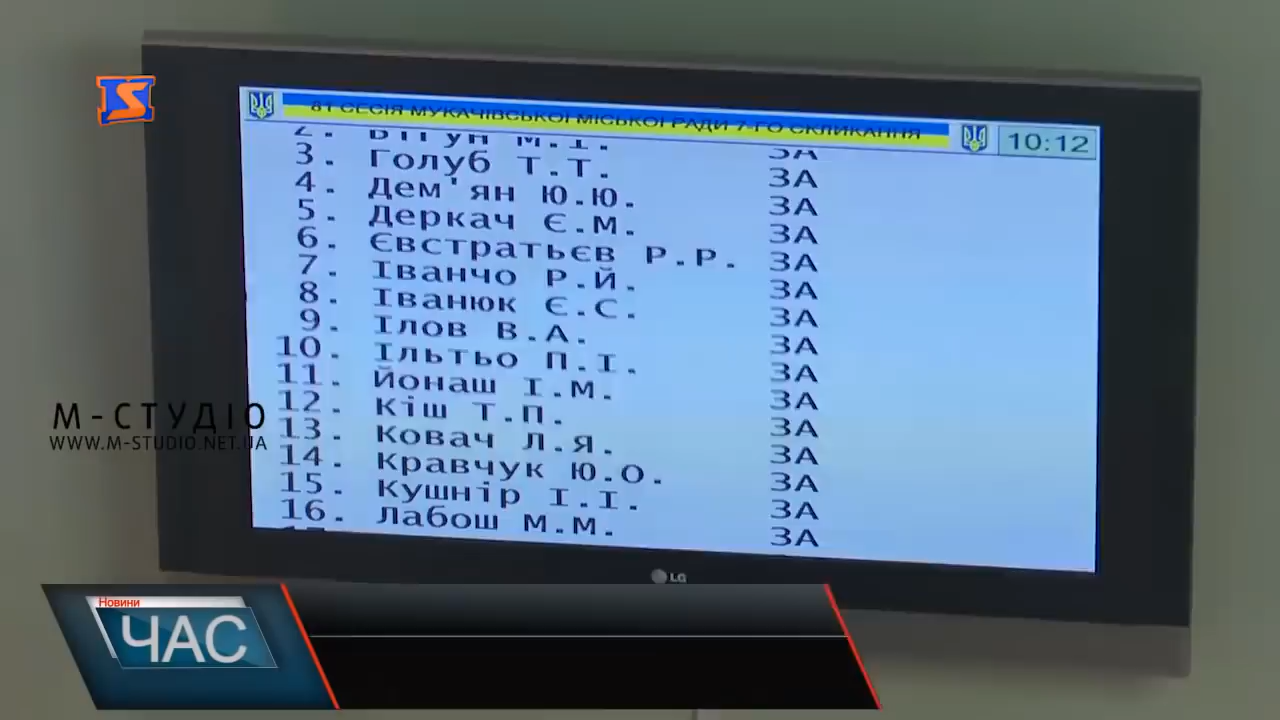 81 СЕСІЯ МУКАЧІВСЬКОЇ МІСЬКОЇ РАДИ 7-ГО СКЛИКАННЯ 10:12
2. М.І. ЗА
3. Голуб Т.Т. ЗА
4. Дем'ян Ю.Ю. ЗА
5. Деркач Є.М. ЗА
6. Євстратьєв Р.Р. ЗА
7. Іванчо Р.Й. ЗА
8. Іванюк Є.С. ЗА
9. Ілов В.А. ЗА
10. Ільтьо П.І. ЗА
11. Йонаш І.М. ЗА
12. Кіш Т.П. ЗА
13. Ковач Л.Я. ЗА
14. Кравчук Ю.О. ЗА
15. Кушнір І.І. ЗА
16. Лабош М.М. ЗА
М-СТУДІО
WWW.M-STUDIO.NET.UA
LG
Новини
ЧАС